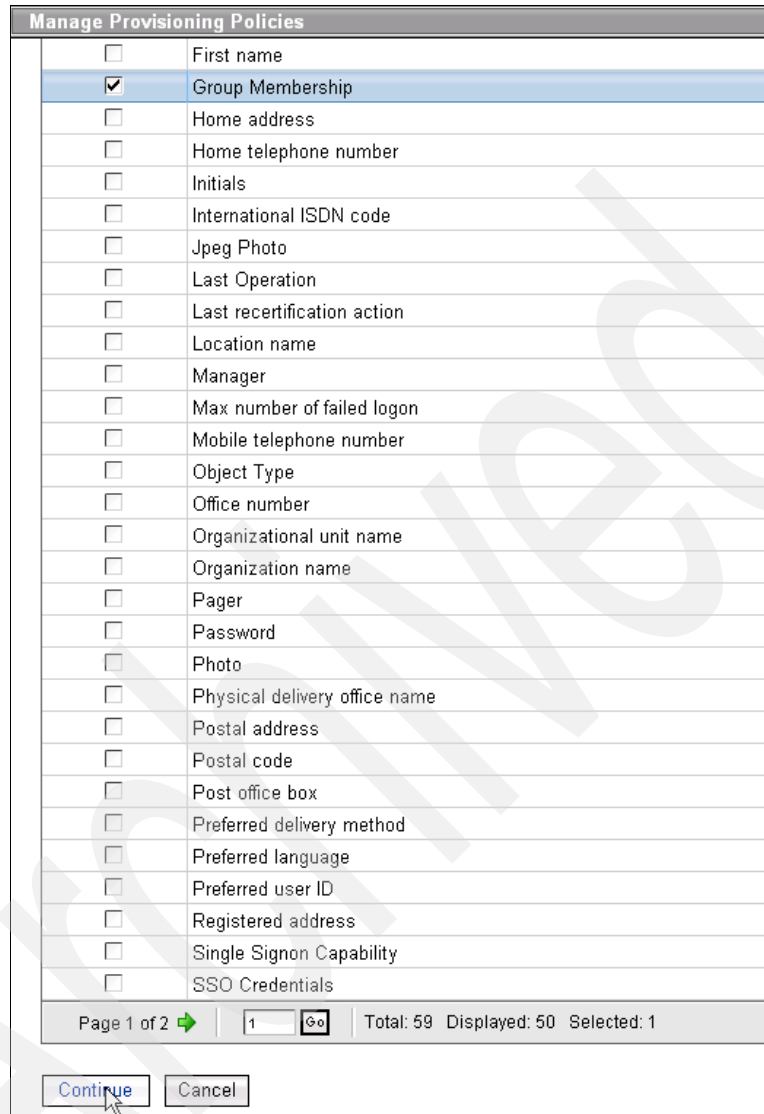 Manage Provisioning Policies
First name
Group Membership
Home address
Home telephone number
Initials
International ISDN code
Jpeg Photo
Last Operation
Last recertification action
Location name
Manager
Max number of failed logon
Mobile telephone number
Object Type
Office number
Organizational unit name
Organization name
Pager
Password
Photo
Physical delivery office name
Postal address
Postal code
Post office box
Preferred delivery method
Preferred language
Preferred user ID
Registered address
Single Signon Capability
SSO Credentials
Page 1 of 2 1 Go Total: 59 Displayed: 50 Selected: 1
Continue Cancel
Archived